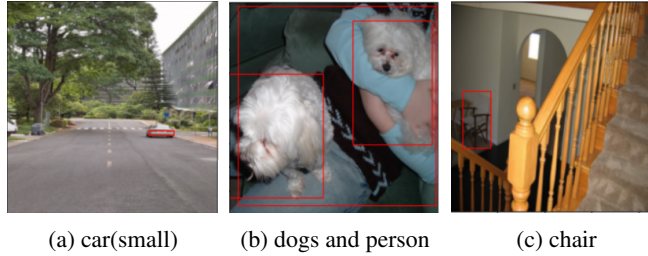 (a) car(small)
(b) dogs and person
(c) chair